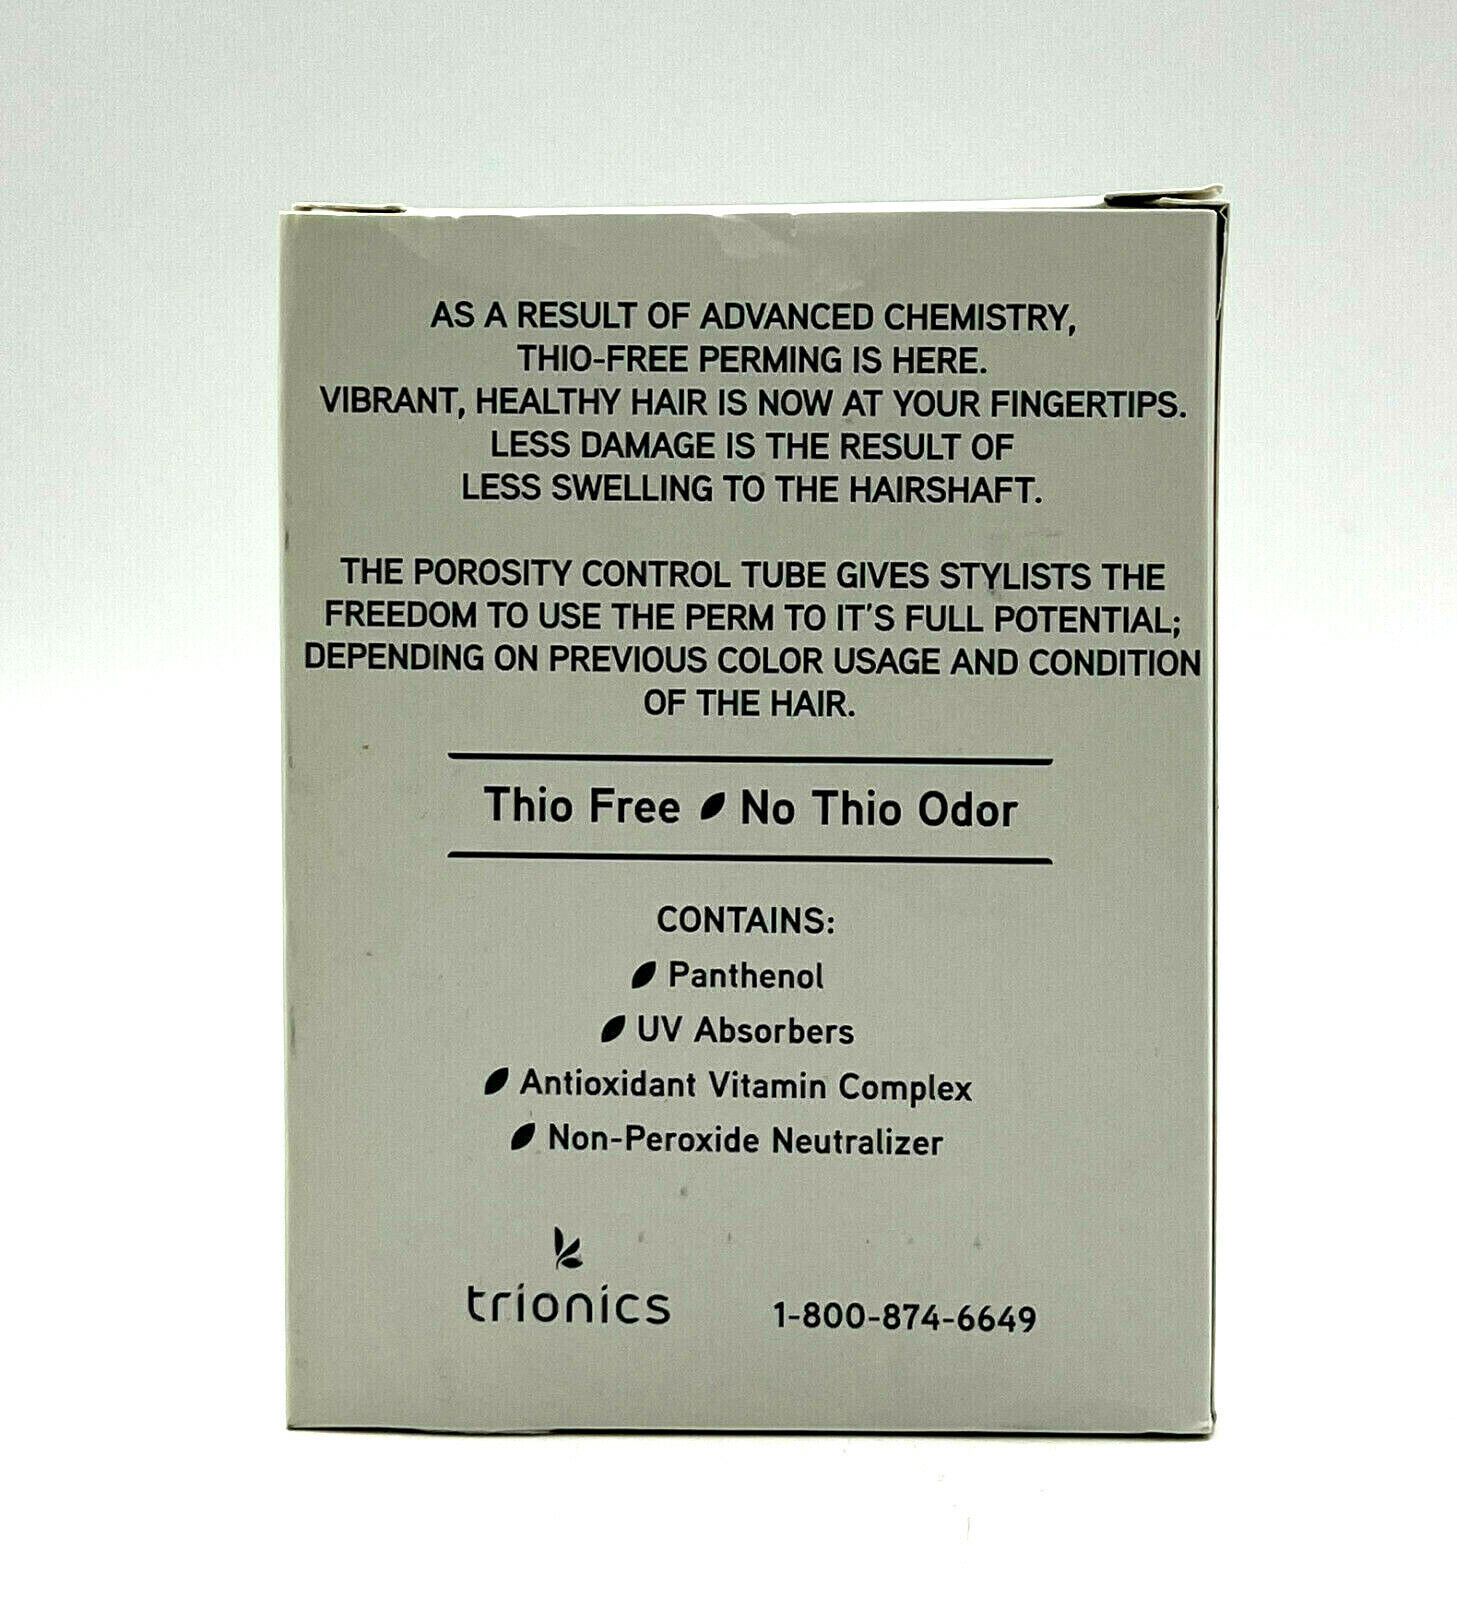 AS A RESULT OF ADVANCED CHEMISTRY,
THIO-FREE PERMING IS HERE.
VIBRANT, HEALTHY HAIR IS NOW AT YOUR FINGERTIPS.
LESS DAMAGE IS THE RESULT OF
LESS SWELLING TO THE HAIRSHAFT.
THE POROSITY CONTROL TUBE GIVES STYLISTS THE
FREEDOM TO USE THE PERM TO IT'S FULL POTENTIAL;
DEPENDING ON PREVIOUS COLOR USAGE AND CONDITION
OF THE HAIR.
Thio Free No Thio Odor
CONTAINS:
Panthenol
UV Absorbers
Antioxidant Vitamin Complex
Non-Peroxide Neutralizer
trionics 1-800-874-6649